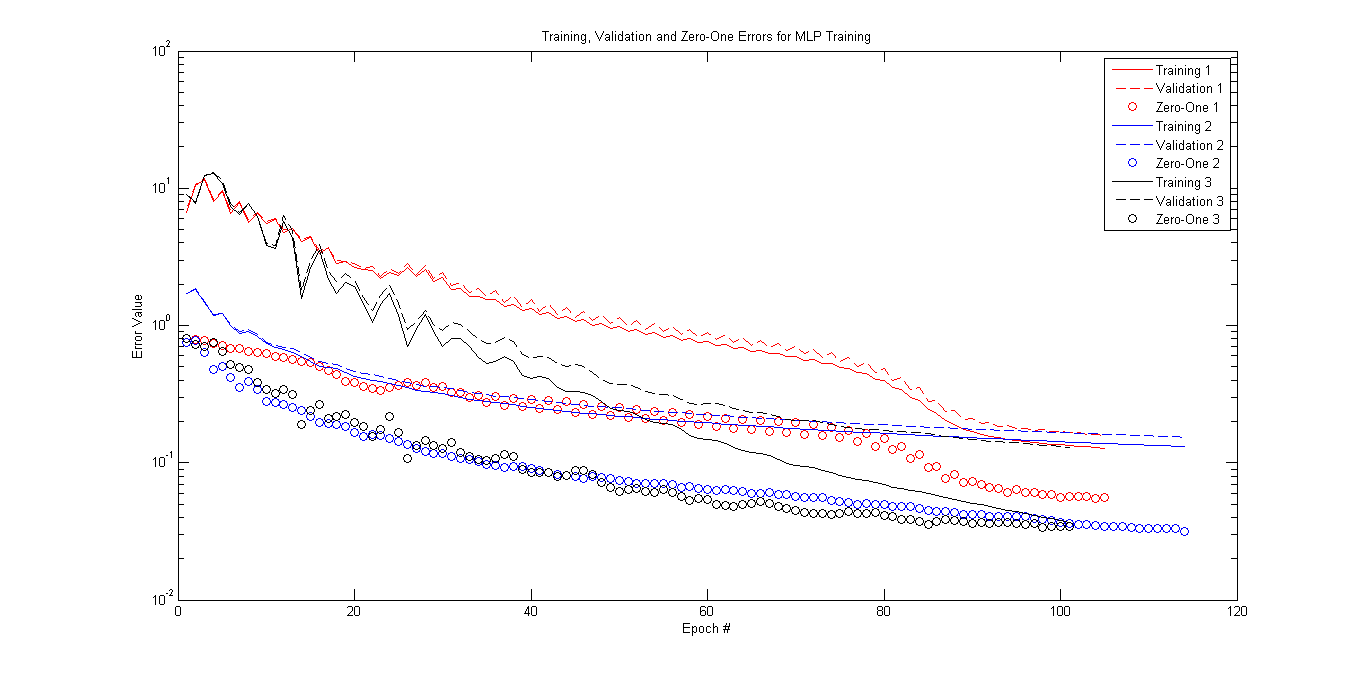 Training, Validation and Zero-One Errors for MLP Training
10^2
10^1
10^0
10^-1
10^-2
Error Value
0 20 40 60 80 100 120
Epoch #
Training 1
Validation 1
Zero-One 1
Training 2
Validation 2
Zero-One 2
Training 3
Validation 3
Zero-One 3